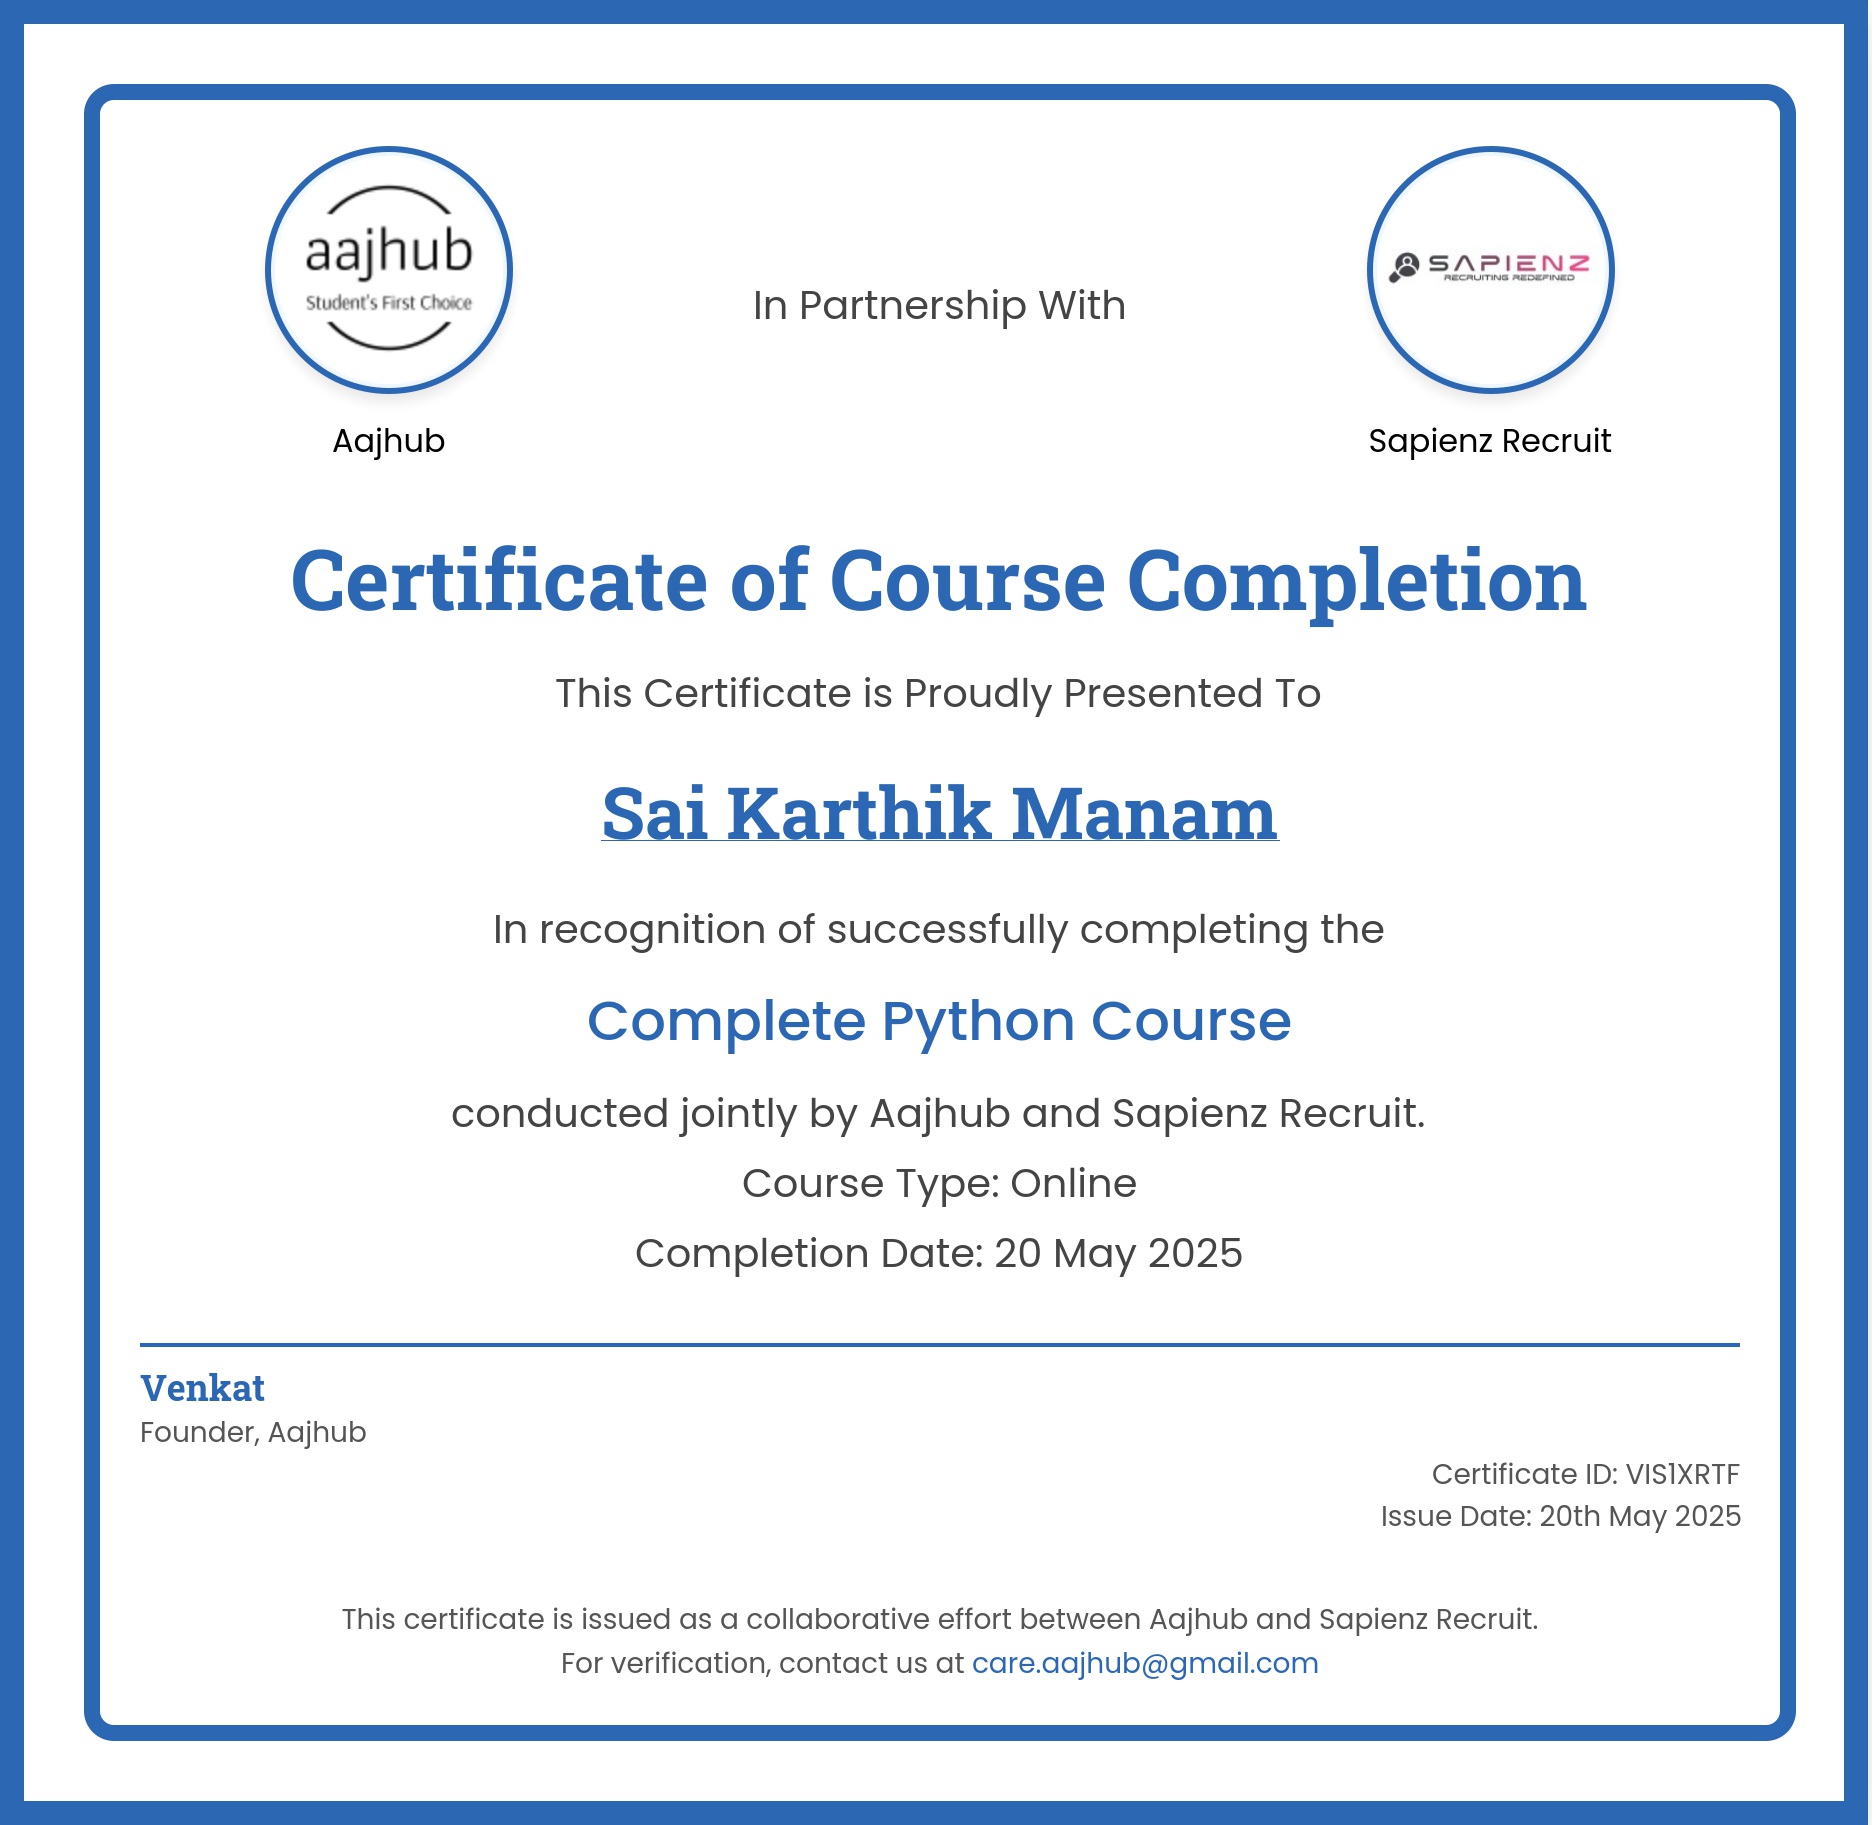 aajhub
Student's First Choice
Aajhub
In Partnership With
SAPIENZ
RECRUITING REDEFINED
Sapienz Recruit
Certificate of Course Completion
This Certificate is Proudly Presented To
Sai Karthik Manam
In recognition of successfully completing the
Complete Python Course
conducted jointly by Aajhub and Sapienz Recruit.
Course Type: Online
Completion Date: 20 May 2025
Venkat
Founder, Aajhub
Certificate ID: VIS1XRTF
Issue Date: 20th May 2025
This certificate is issued as a collaborative effort between Aajhub and Sapienz Recruit.
For verification, contact us at care.aajhub@gmail.com